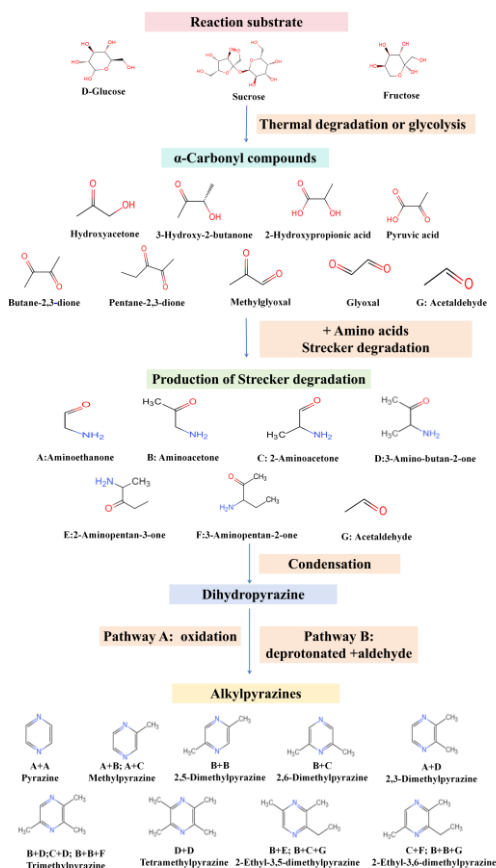 Reaction substrate
D-Glucose
Sucrose
Fructose
Thermal degradation or glycolysis
α-Carbonyl compounds
Hydroxyacetone
3-Hydroxy-2-butanone
2-Hydroxypropionic acid
Pyruvic acid
Butane-2,3-dione
Pentane-2,3-dione
Methylglyoxal
Glyoxal
G: Acetaldehyde
+ Amino acids
Strecker degradation
Production of Strecker degradation
A:Aminoethanone
B: Aminoacetone
C: 2-Aminoacetone
D:3-Amino-butan-2-one
E:2-Aminopentan-3-one
F:3-Aminopentan-2-one
G: Acetaldehyde
Condensation
Dihydropyrazine
Pathway A: oxidation
Pathway B:
deprotonated +aldehyde
Alkylpyrazines
A+A
Pyrazine
A+B; A+C
Methylpyrazine
B+B
2,5-Dimethylpyrazine
B+C
2,6-Dimethylpyrazine
A+D
2,3-Dimethylpyrazine
B+D;C+D; B+B+F
Trimethylpyrazine
D+D
Tetramethylpyrazine
B+E; B+C+G
2-Ethyl-3,5-dimethylpyrazine
C+F; B+B+G
2-Ethyl-3,6-dimethylpyrazine